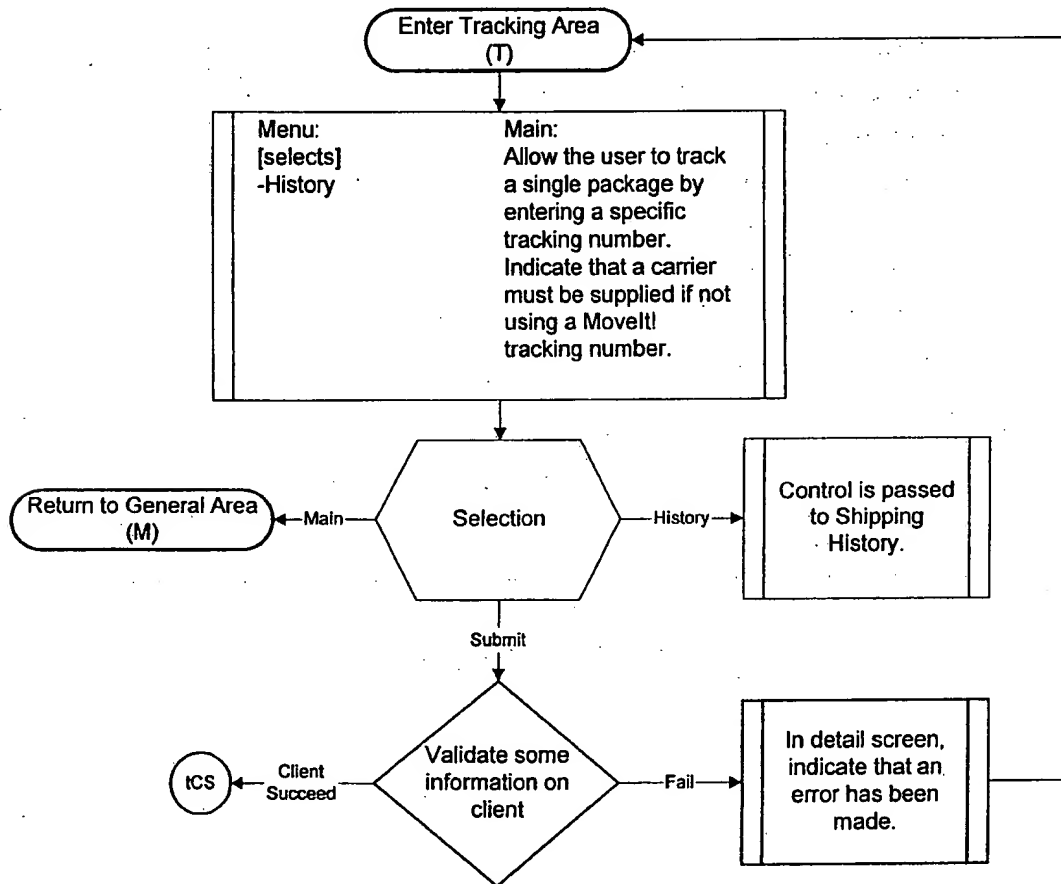 Enter Tracking Area
(T)
Menu:
[selects]
-History
Main:
Allow the user to track
a single package by
entering a specific
tracking number.
Indicate that a carrier
must be supplied if not
using a MoveIt!
tracking number.
Return to General Area
(M)
Main
Selection
History
Control is passed
to Shipping
History.
Submit
tCS
Client
Succeed
Validate some
information on
client
Fail
In detail screen,
indicate that an
error has been
made.